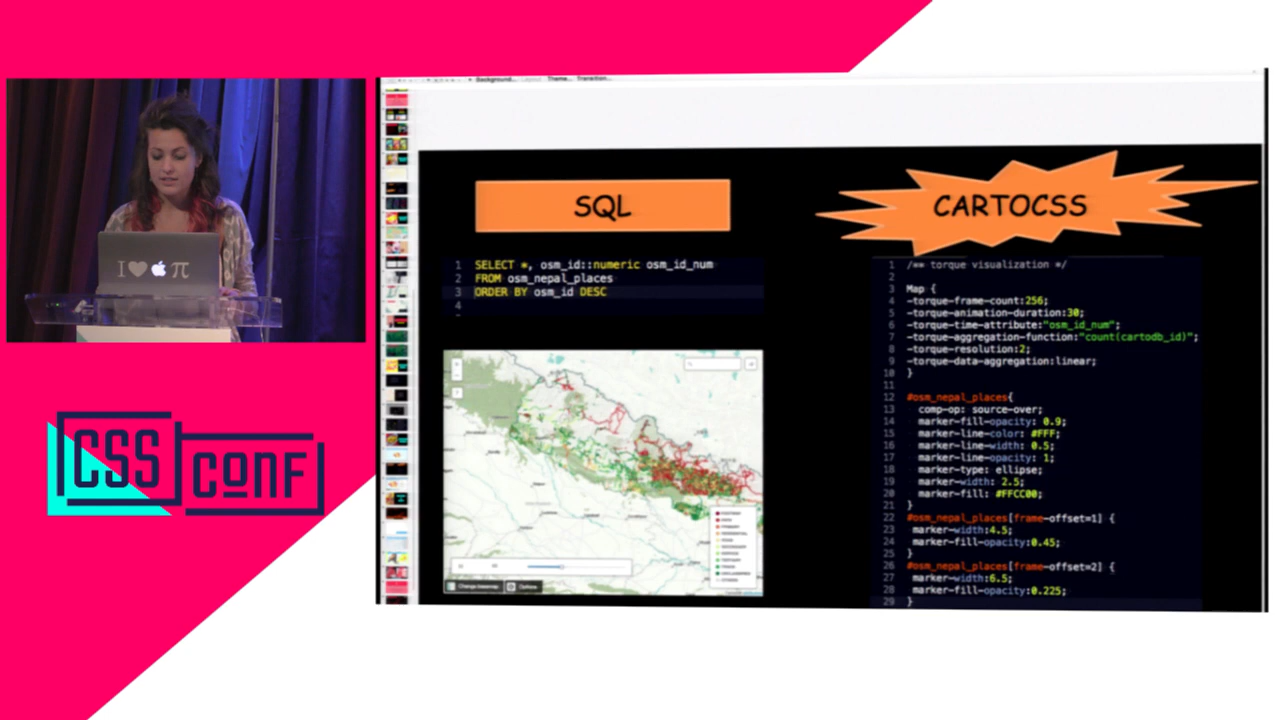 Background...
Theme...
Transitions...
SQL
CARTOCSS
1 SELECT *, osm_id::numeric osm_id_num
2 FROM osm_nepal_places
3 ORDER BY osm_id DESC
4
1 /** torque visualization */
2
3 Map {
4 -torque-frame-count:256;
5 -torque-animation-duration:30;
6 -torque-time-attribute:"osm_id_num";
7 -torque-aggregation-function:"count(cartodb_id)";
8 -torque-resolution:2;
9 -torque-data-aggregation:linear;
10 }
11
12 #osm_nepal_places{
13 comp-op: source-over;
14 marker-fill-opacity: 0.9;
15 marker-line-color: #FFF;
16 marker-line-width: 0.5;
17 marker-line-opacity: 1;
18 marker-type: ellipse;
19 marker-width: 2.5;
20 marker-fill: #FFCC00;
21 }
22 #osm_nepal_places[frame-offset=1] {
23 marker-width:4.5;
24 marker-fill-opacity:0.45;
25 }
26 #osm_nepal_places[frame-offset=2] {
27 marker-width:6.5;
28 marker-fill-opacity:0.225;
29 }
Change basemap
Options
I ♥ π
CSS
conf